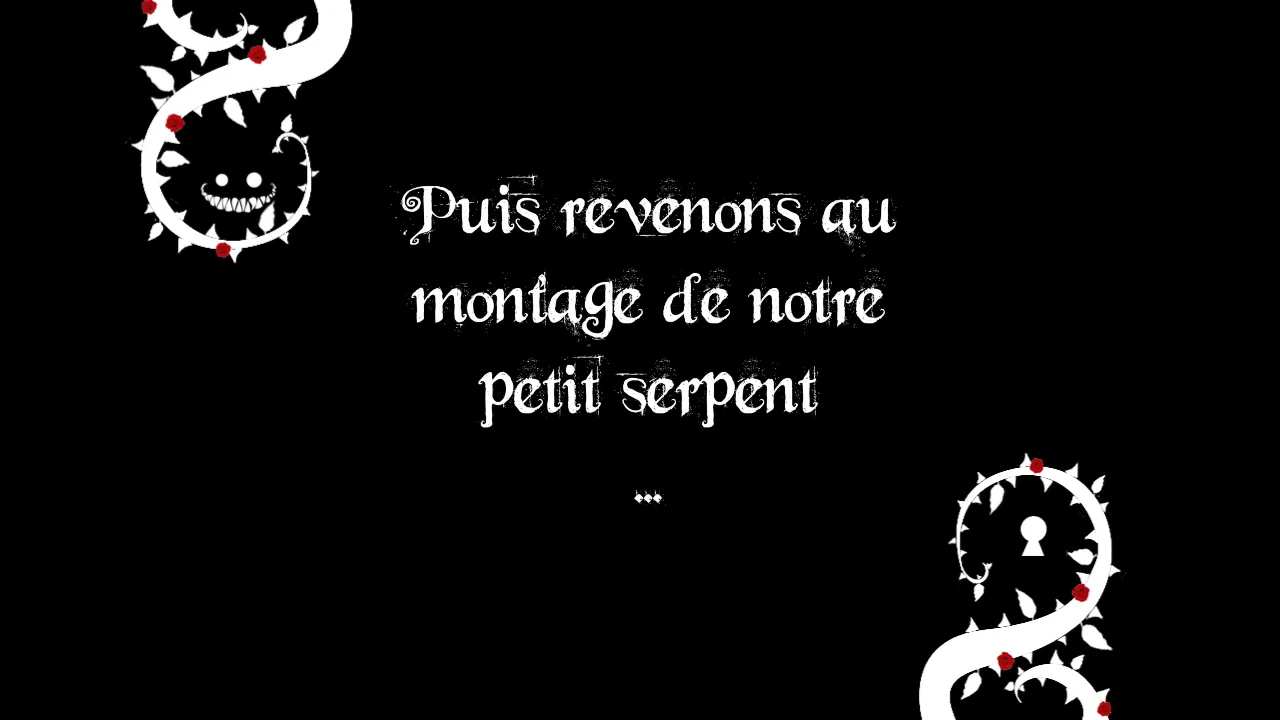 Puis revenons au
montage de notre
petit serpent
...